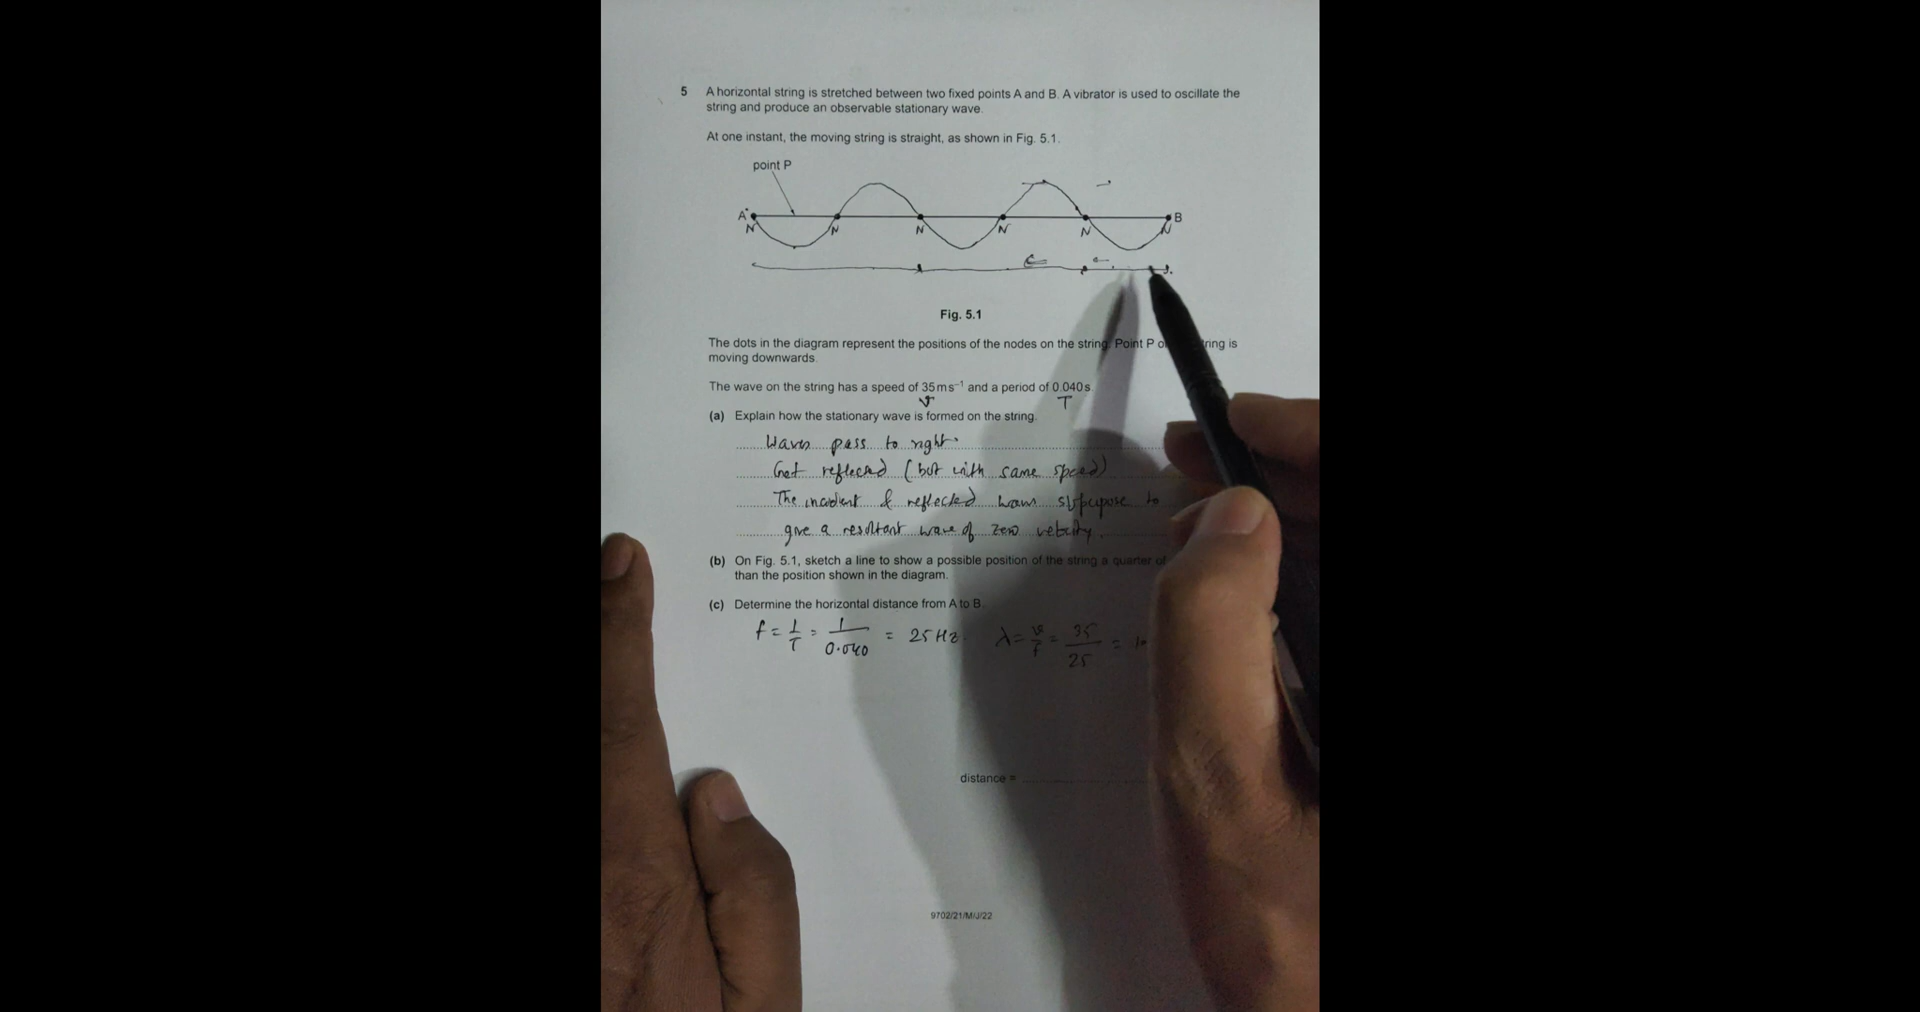 5 A horizontal string is stretched between two fixed points A and B. A vibrator is used to oscillate the
string and produce an observable stationary wave.
At one instant, the moving string is straight, as shown in Fig. 5.1.
point P
A B
N N N N N N
Fig. 5.1
The dots in the diagram represent the positions of the nodes on the string. Point P ring is
moving downwards.
The wave on the string has a speed of 35 m s⁻¹ and a period of 0.040 s.
v T
(a) Explain how the stationary wave is formed on the string.
Waves pass to right.
Get reflected (but with same speed)
The incident & reflected waves to
give a resultant wave of zero velocity.
(b) On Fig. 5.1, sketch a line to show a possible position of the string a quarter of
than the position shown in the diagram.
(c) Determine the horizontal distance from A to B.
f = 1/T = 1/0.040 = 25 Hz. λ = v/f = 35/25 =
distance =
9702/21/M/J/22